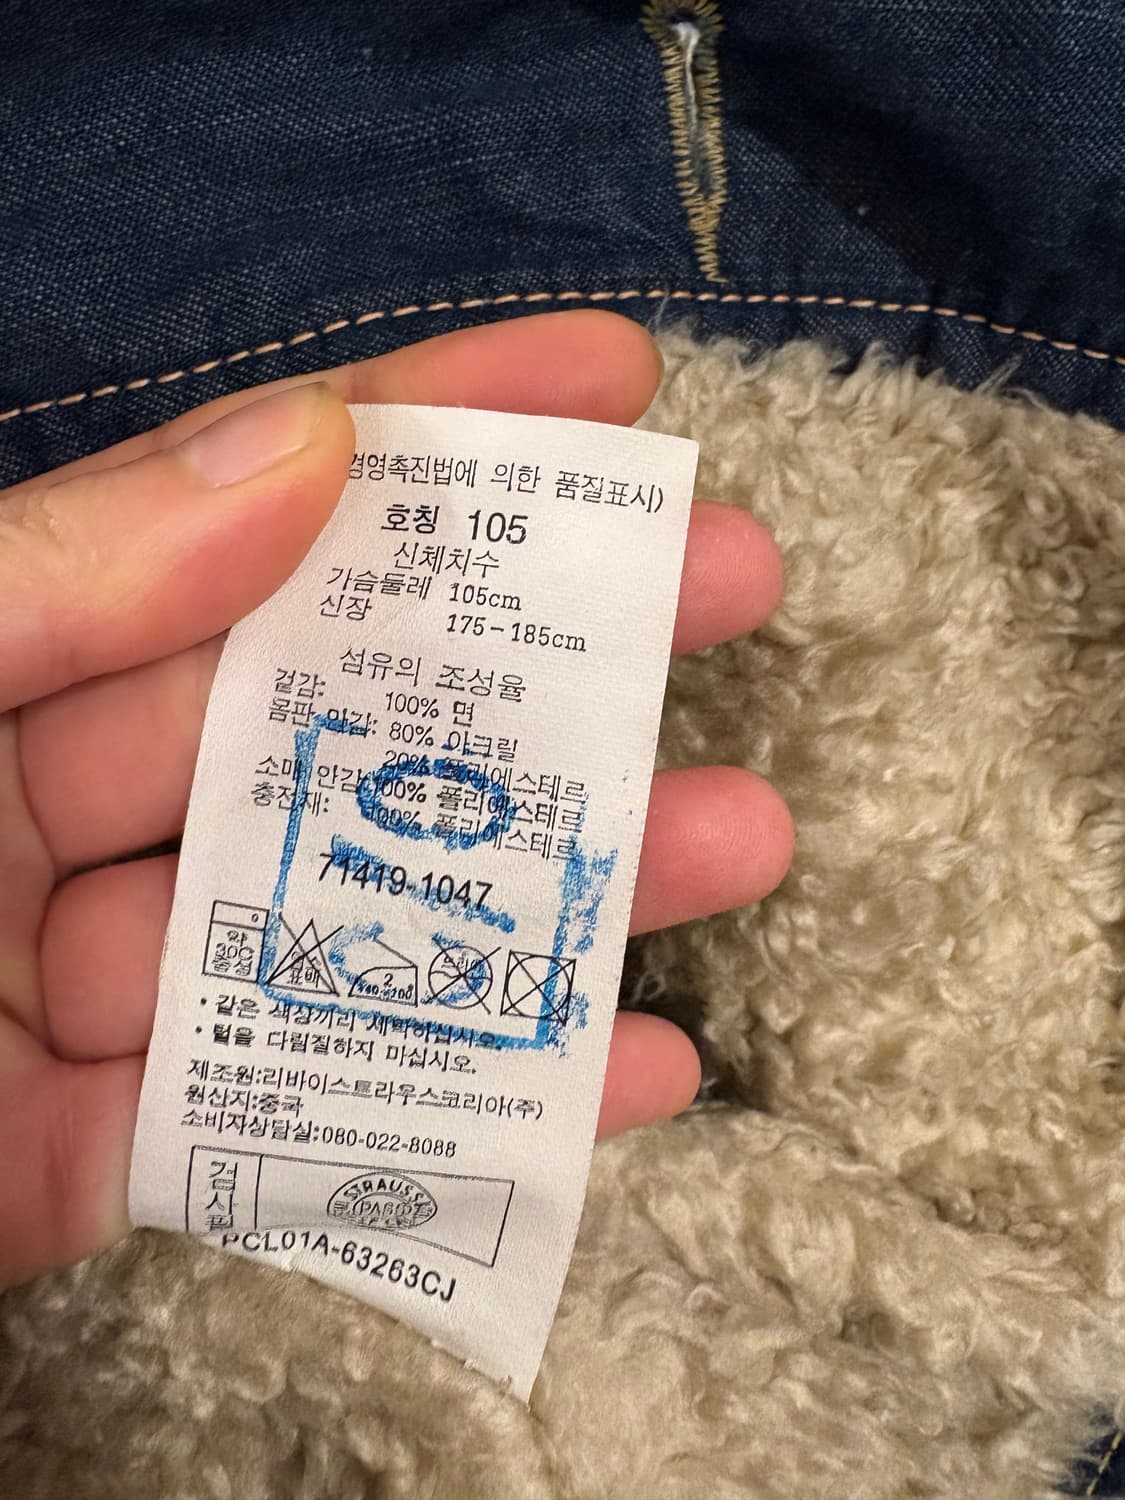 경영촉진법에 의한 품질표시)
호칭 105
신체치수
가슴둘레 105cm
신장 175-185cm
섬유의 조성율
겉감: 100% 면
몸판 안감: 80% 아크릴
20% 폴리에스테르
소매 안감: 100% 폴리에스테르
충전재: 100% 폴리에스테르
71419-1047
약
30℃
중성
표백
2
드라이
• 같은 색상끼리 세탁하십시오.
• 털을 다림질하지 마십시오.
제조원:리바이스트라우스코리아(주)
원산지:중국
소비자상담실:080-022-8088
검사필
STRAUSS
PCL01A-63263CJ